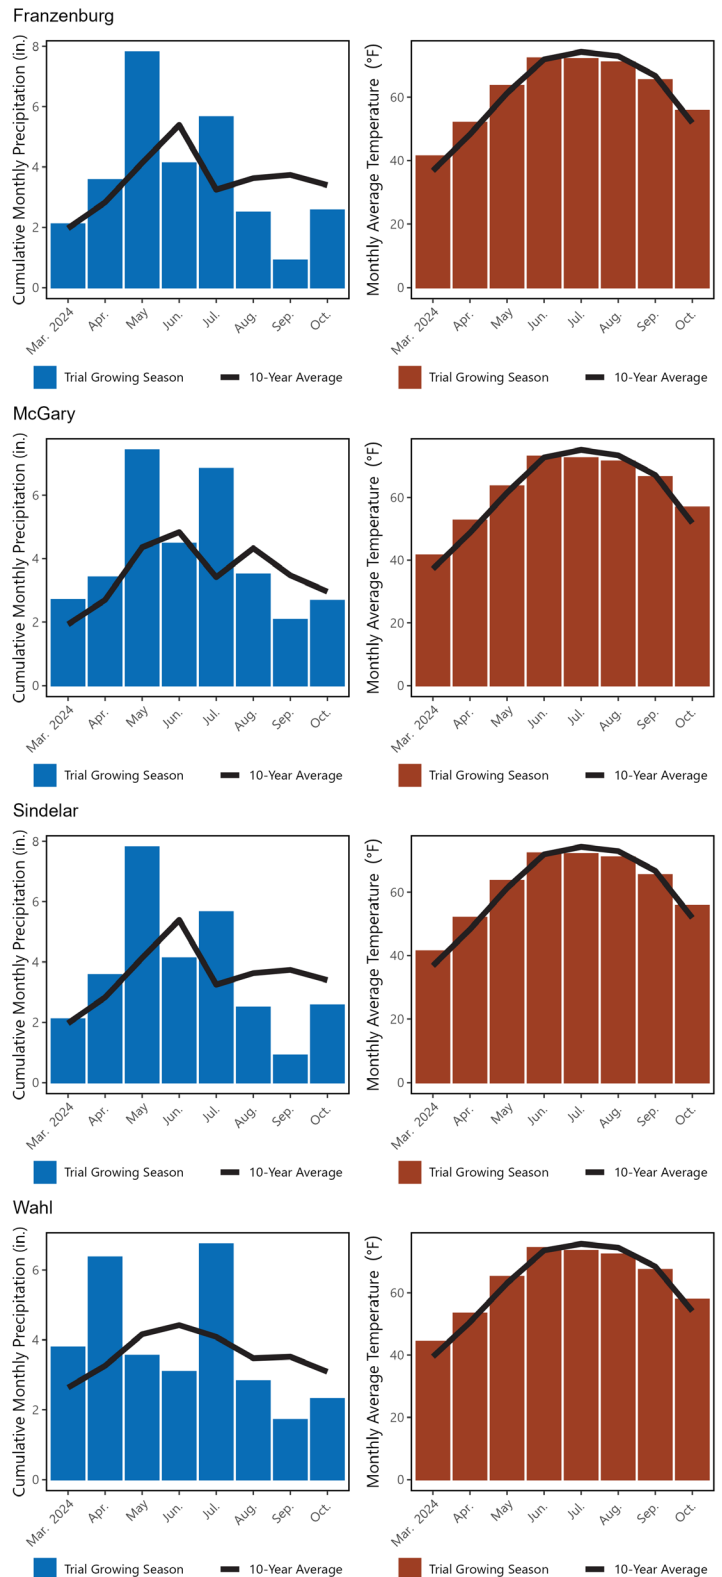 Franzenburg
Cumulative Monthly Precipitation (in.)
8
6
4
2
0
Mar. 2024 Apr. May Jun. Jul. Aug. Sep. Oct.
Trial Growing Season 10-Year Average
Monthly Average Temperature (°F)
60
40
20
0
Mar. 2024 Apr. May Jun. Jul. Aug. Sep. Oct.
Trial Growing Season 10-Year Average
McGary
Cumulative Monthly Precipitation (in.)
6
4
2
0
Mar. 2024 Apr. May Jun. Jul. Aug. Sep. Oct.
Trial Growing Season 10-Year Average
Monthly Average Temperature (°F)
60
40
20
0
Mar. 2024 Apr. May Jun. Jul. Aug. Sep. Oct.
Trial Growing Season 10-Year Average
Sindelar
Cumulative Monthly Precipitation (in.)
8
6
4
2
0
Mar. 2024 Apr. May Jun. Jul. Aug. Sep. Oct.
Trial Growing Season 10-Year Average
Monthly Average Temperature (°F)
60
40
20
0
Mar. 2024 Apr. May Jun. Jul. Aug. Sep. Oct.
Trial Growing Season 10-Year Average
Wahl
Cumulative Monthly Precipitation (in.)
6
4
2
0
Mar. 2024 Apr. May Jun. Jul. Aug. Sep. Oct.
Trial Growing Season 10-Year Average
Monthly Average Temperature (°F)
60
40
20
0
Mar. 2024 Apr. May Jun. Jul. Aug. Sep. Oct.
Trial Growing Season 10-Year Average